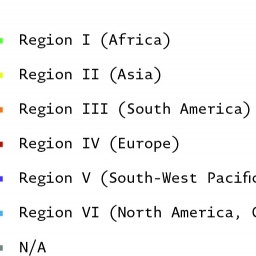 Region I (Africa)
Region II (Asia)
Region III (South America)
Region IV (Europe)
Region V (South-West Pacific
Region VI (North America,
N/A